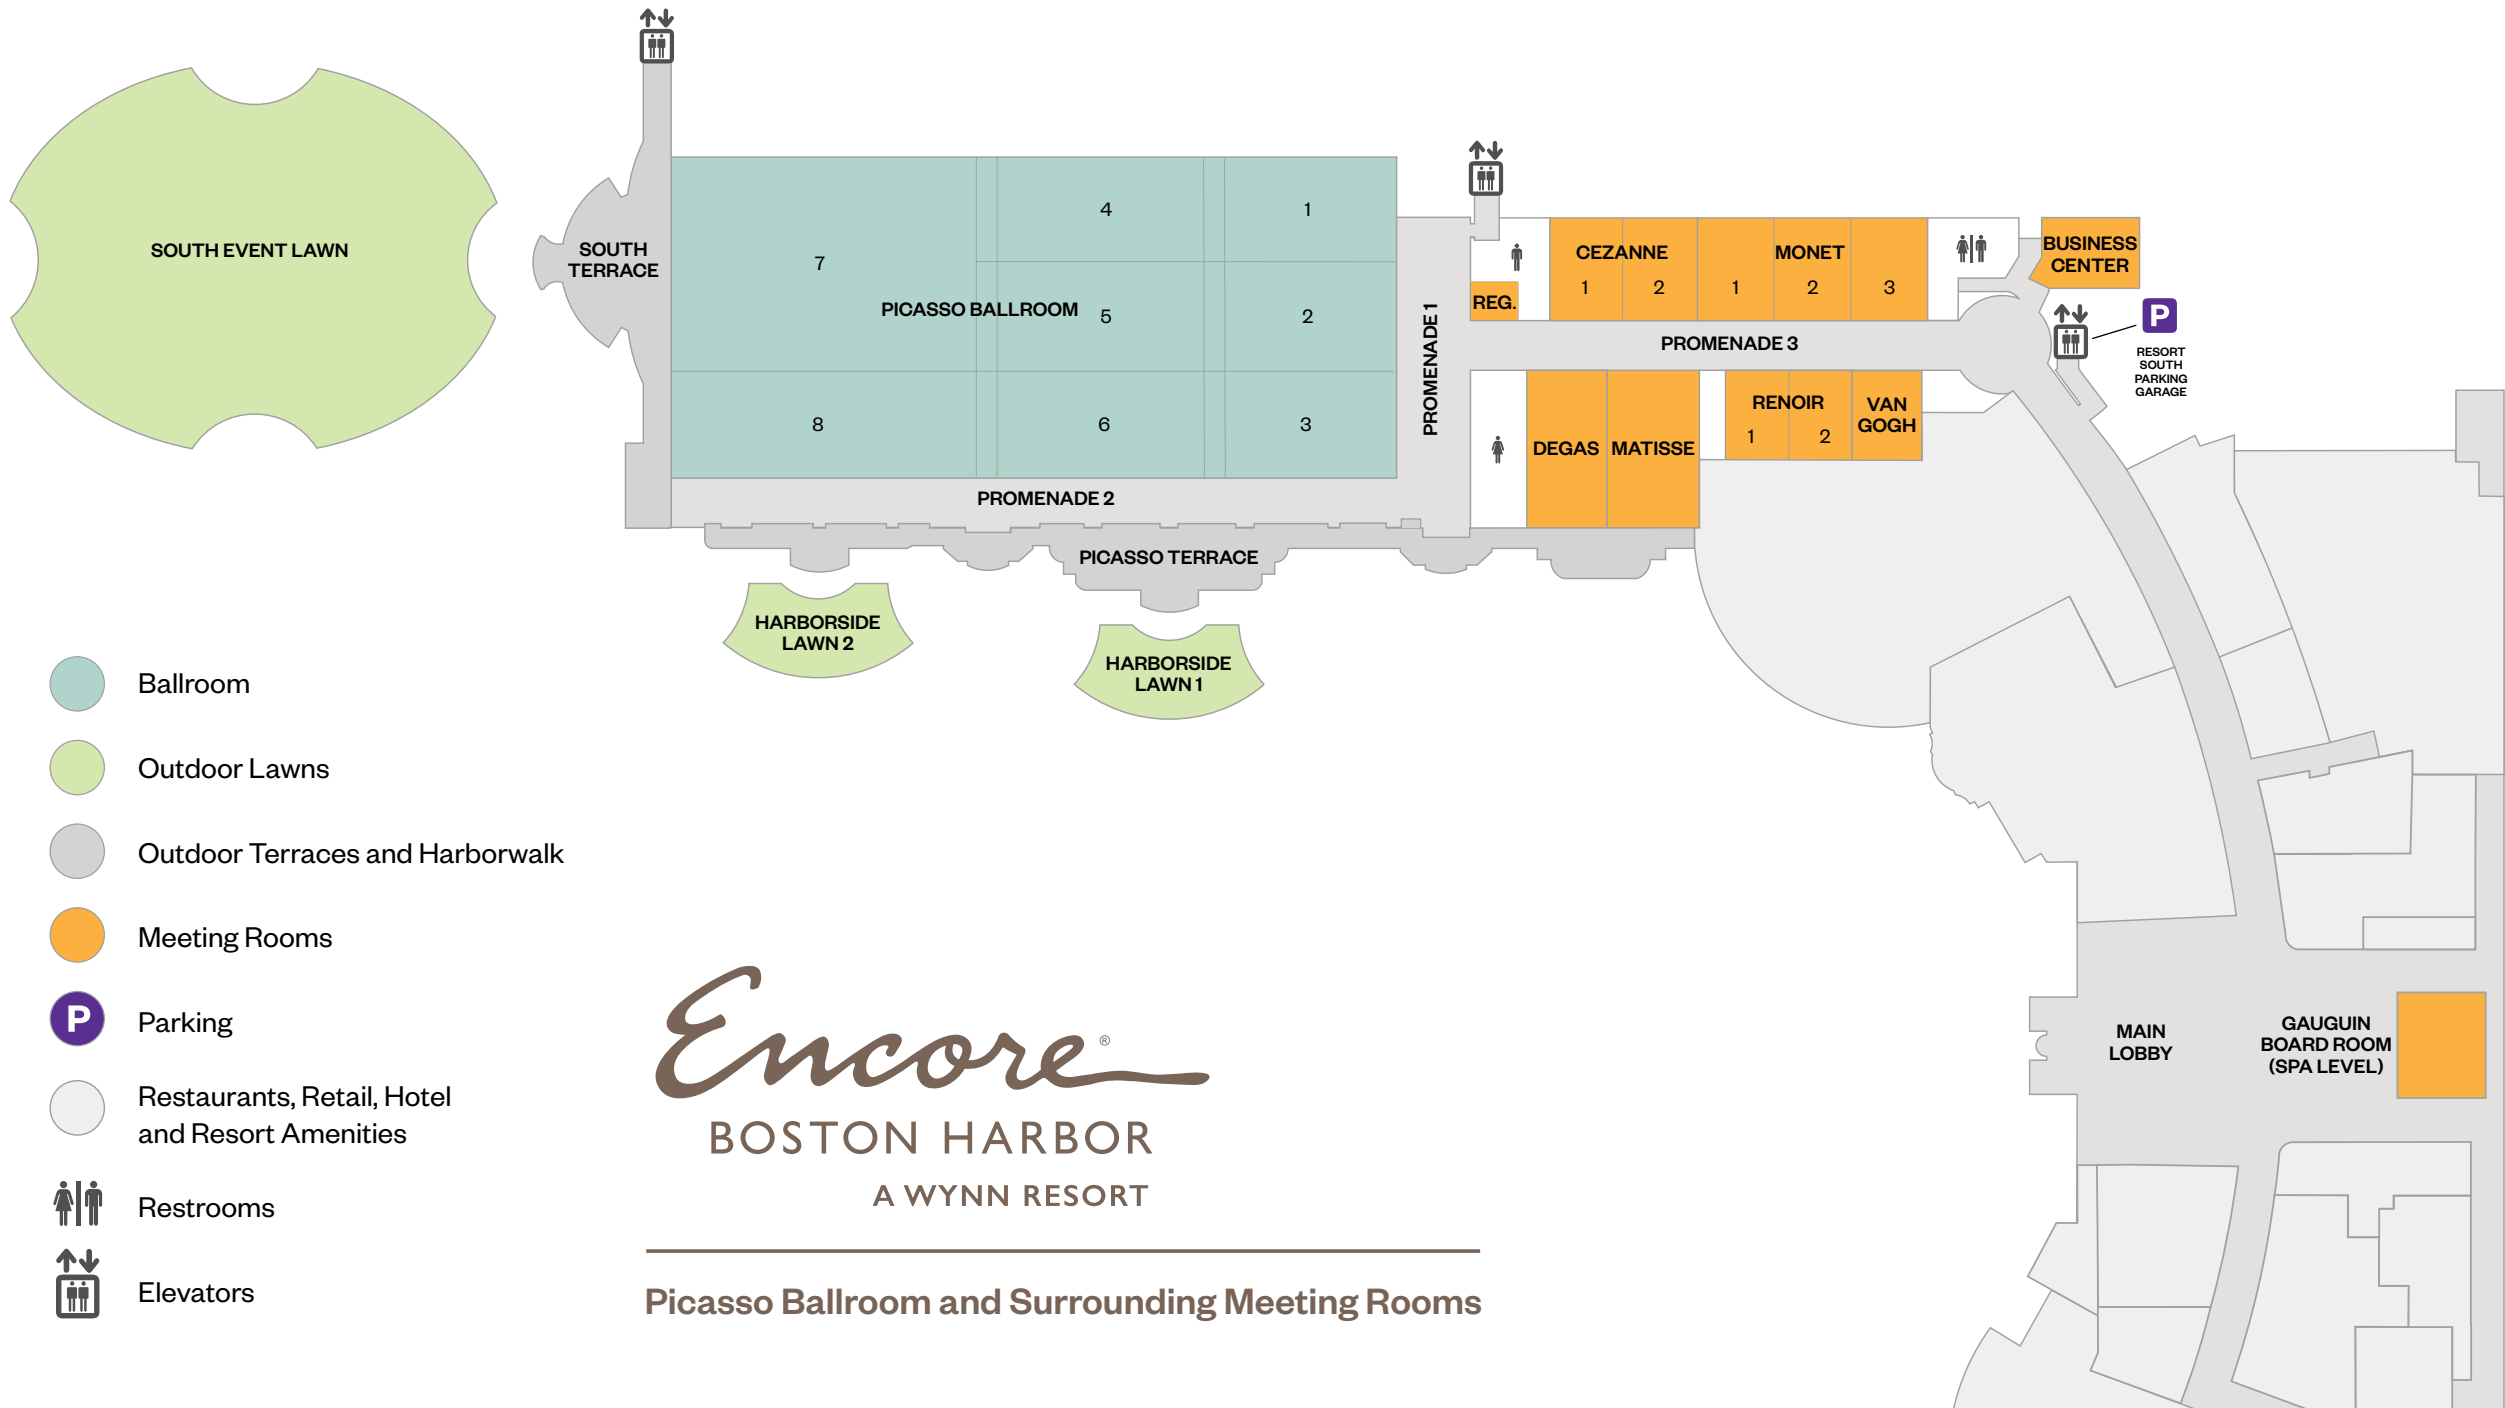 SOUTH EVENT LAWN
SOUTH
TERRACE
7
4
1
PICASSO BALLROOM
5
2
8
6
3
PROMENADE 1
PROMENADE 2
PICASSO TERRACE
HARBORSIDE
LAWN 2
HARBORSIDE
LAWN 1
REG.
CEZANNE
1
2
MONET
1
2
3
PROMENADE 3
DEGAS
MATISSE
RENOIR
1
2
VAN
GOGH
BUSINESS
CENTER
P
RESORT
SOUTH
PARKING
GARAGE
MAIN
LOBBY
GAUGUIN
BOARD ROOM
(SPA LEVEL)
Ballroom
Outdoor Lawns
Outdoor Terraces and Harborwalk
Meeting Rooms
P Parking
Restaurants, Retail, Hotel
and Resort Amenities
Restrooms
Elevators
Encore®
BOSTON HARBOR
A WYNN RESORT
Picasso Ballroom and Surrounding Meeting Rooms